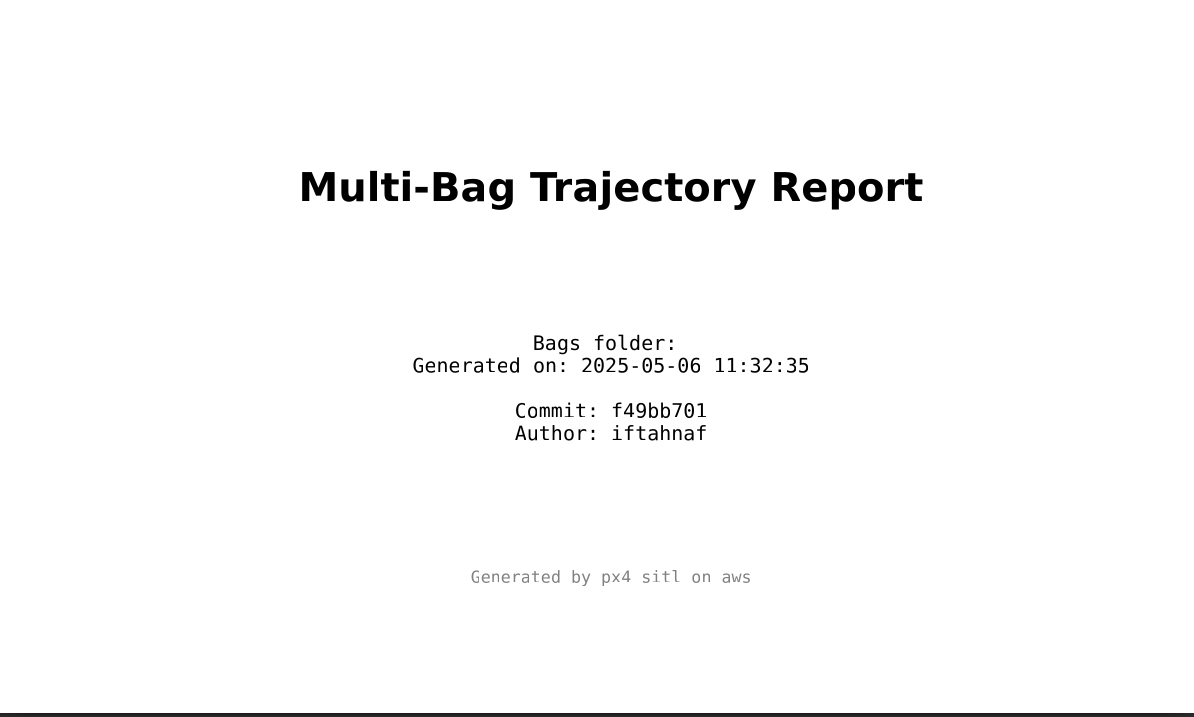 Multi-Bag Trajectory Report
Bags folder:
Generated on: 2025-05-06 11:32:35
Commit: f49bb701
Author: iftahnaf
Generated by px4 sitl on aws